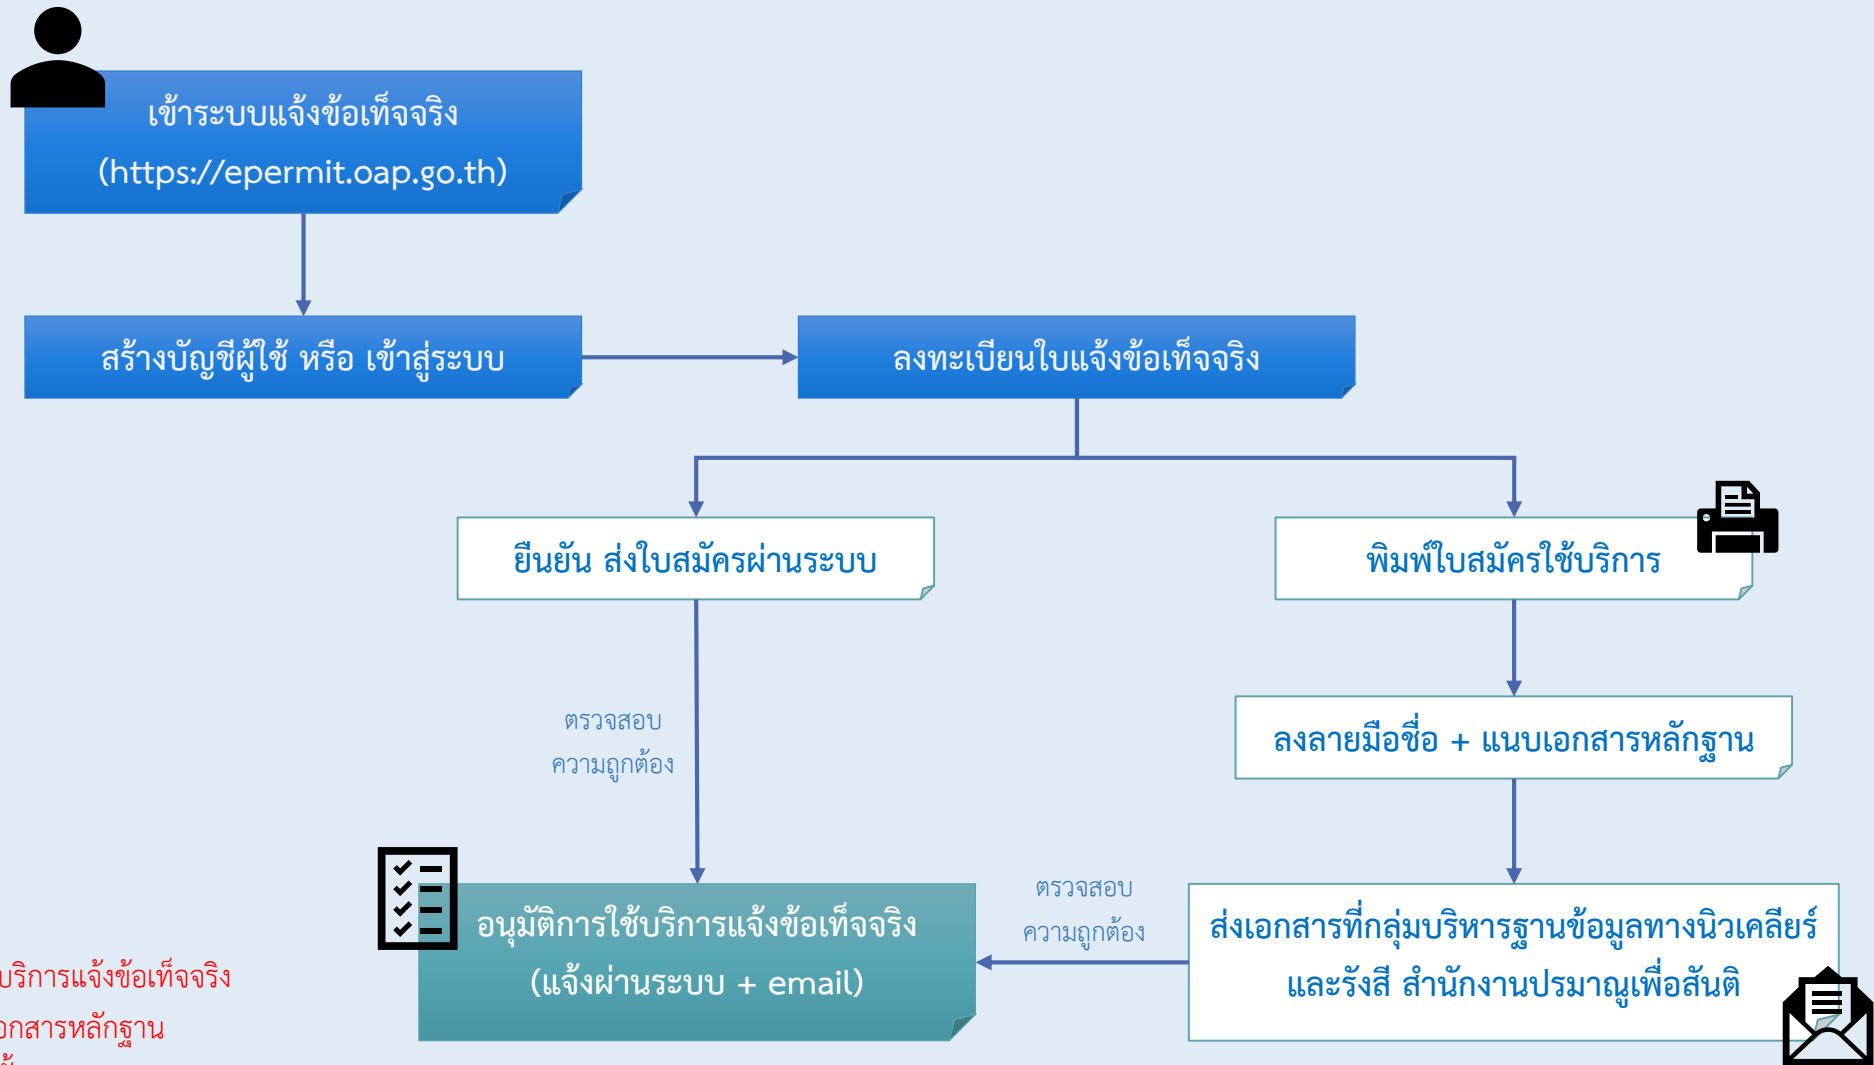 เข้าระบบแจ้งข้อเท็จจริง
(https://epermit.oap.go.th)
สร้างบัญชีผู้ใช้ หรือ เข้าสู่ระบบ
ลงทะเบียนใบแจ้งข้อเท็จจริง
ยืนยัน ส่งใบสมัครผ่านระบบ
พิมพ์ใบสมัครใช้บริการ
ตรวจสอบ
ความถูกต้อง
ลงลายมือชื่อ + แนบเอกสารหลักฐาน
อนุมัติการใช้บริการแจ้งข้อเท็จจริง
(แจ้งผ่านระบบ + email)
ตรวจสอบ
ความถูกต้อง
ส่งเอกสารที่กลุ่มบริหารฐานข้อมูลทางนิวเคลียร์
และรังสี สำนักงานปรมาณูเพื่อสันติ
บริการแจ้งข้อเท็จจริง
อกสารหลักฐาน